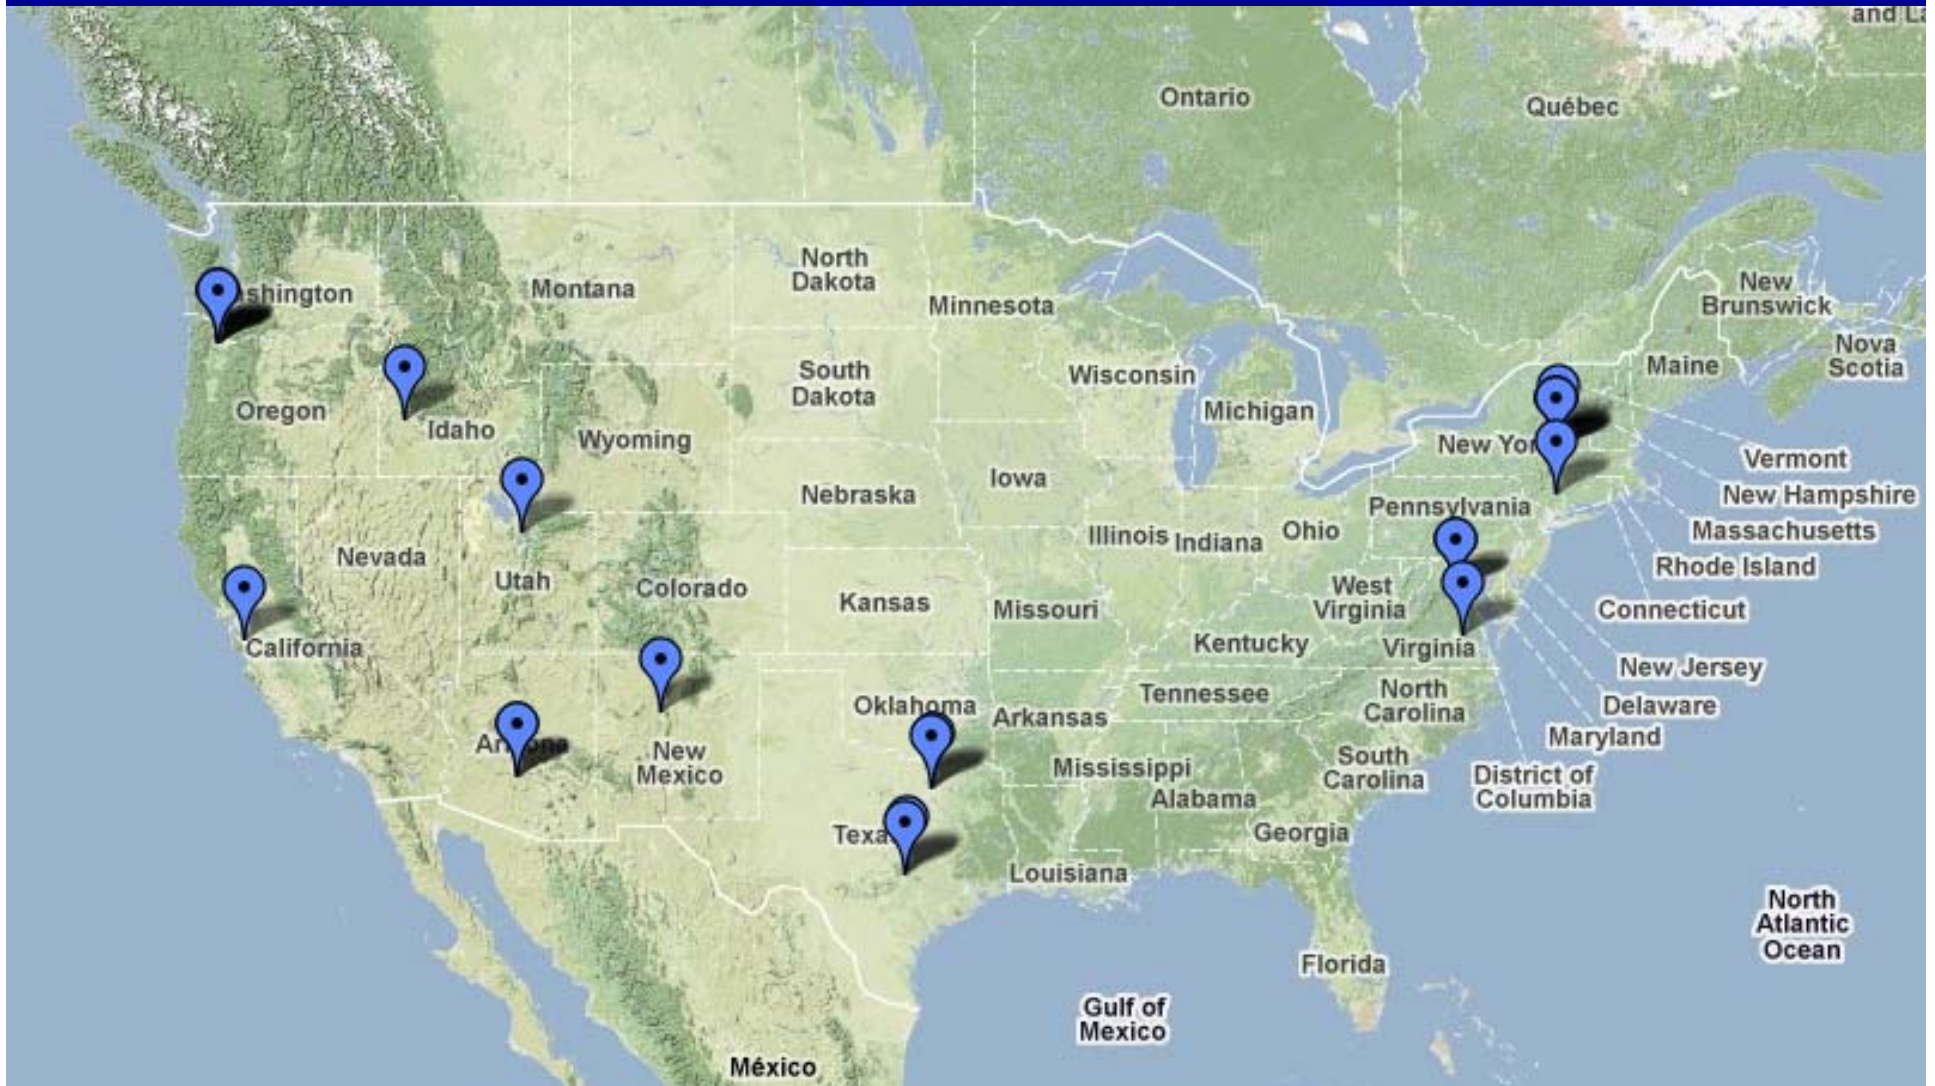 and La
Ontario
Québec
North
Dakota
Montana
shington
Minnesota
New
Brunswick
Nova
Scotia
Maine
Wisconsin
South
Dakota
Michigan
Oregon
Idaho
Wyoming
New Yor
Vermont
Iowa
Nebraska
New Hampshire
Pennsylvania
Massachusetts
Illinois
Indiana
Ohio
Nevada
Rhode Island
Utah
Colorado
Kansas
Missouri
West
Virginia
Connecticut
California
Kentucky
Virginia
New Jersey
Tennessee
North
Carolina
Oklahoma
Arkansas
Delaware
Maryland
Ar ona
New
Mexico
Mississippi
South
Carolina
District of
Columbia
Alabama
Texa
Georgia
Louisiana
North
Atlantic
Ocean
Florida
Gulf of
Mexico
México